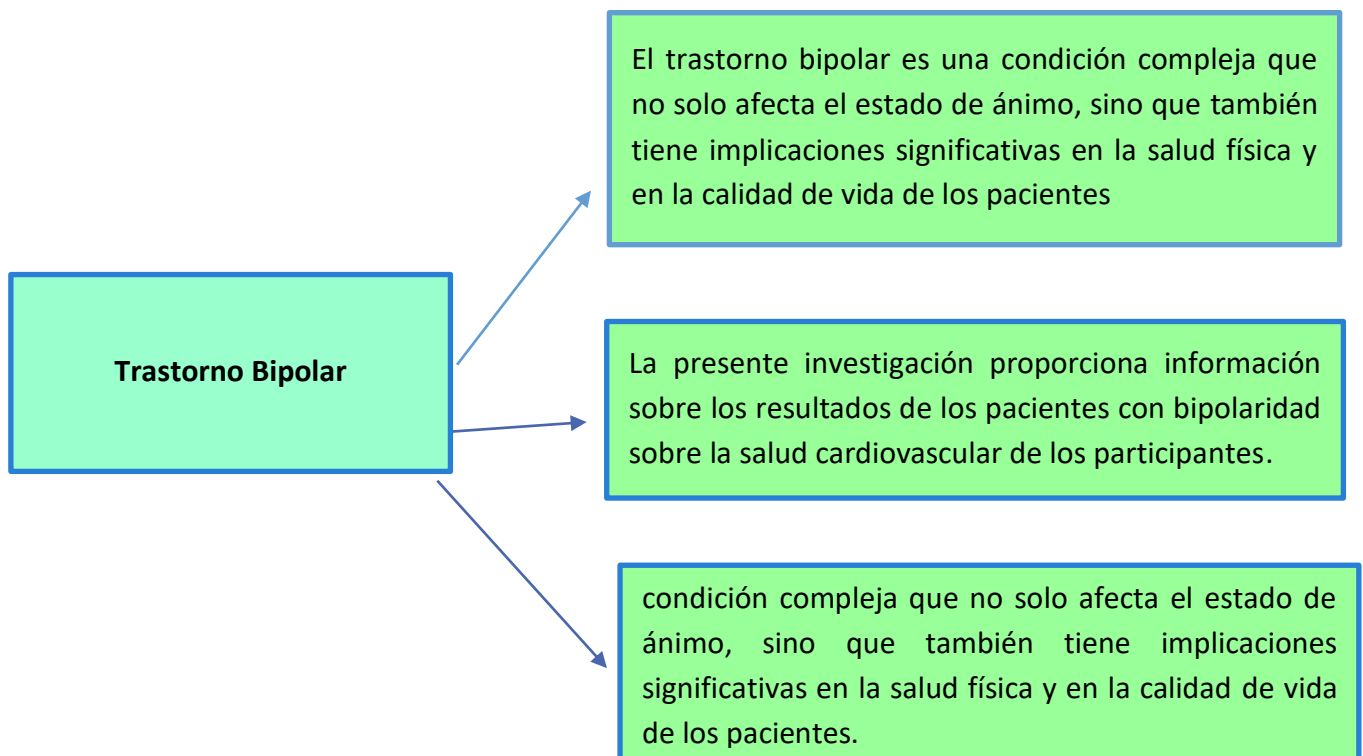 El trastorno bipolar es una condición compleja que
no solo afecta el estado de ánimo, sino que también
tiene implicaciones significativas en la salud física y
en la calidad de vida de los pacientes
Trastorno Bipolar
La presente investigación proporciona información
sobre los resultados de los pacientes con bipolaridad
sobre la salud cardiovascular de los participantes.
condición compleja que no solo afecta el estado de
ánimo, sino que también tiene implicaciones
significativas en la salud física y en la calidad de vida
de los pacientes.